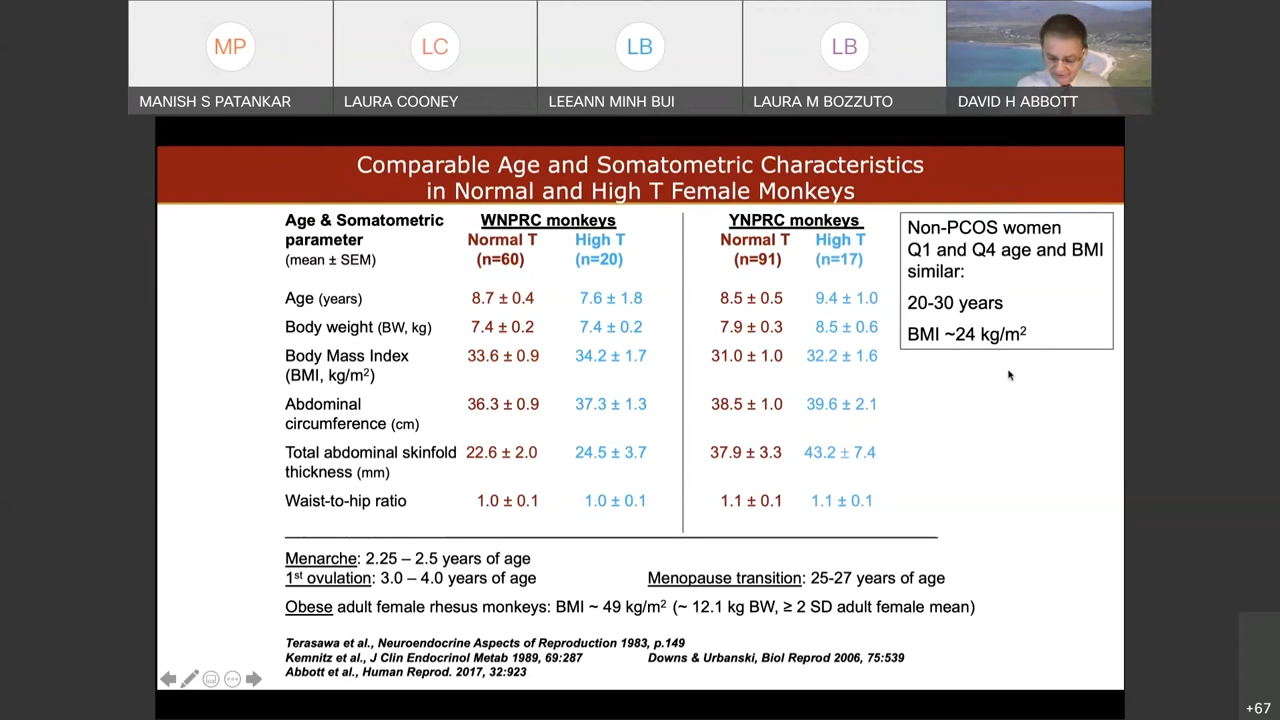 MP
LC
LB
LB
MANISH S PATANKAR
LAURA COONEY
LEEANN MINH BUI
LAURA M BOZZUTO
DAVID H ABBOTT
Comparable Age and Somatometric Characteristics
in Normal and High T Female Monkeys
Age & Somatometric parameter (mean ± SEM)
WNPRC monkeys
YNPRC monkeys
Normal T (n=60) High T (n=20) Normal T (n=91) High T (n=17)
Age (years) 8.7 ± 0.4 7.6 ± 1.8 8.5 ± 0.5 9.4 ± 1.0
Body weight (BW, kg) 7.4 ± 0.2 7.4 ± 0.2 7.9 ± 0.3 8.5 ± 0.6
Body Mass Index 33.6 ± 0.9 34.2 ± 1.7 31.0 ± 1.0 32.2 ± 1.6
(BMI, kg/m²)
Abdominal 36.3 ± 0.9 37.3 ± 1.3 38.5 ± 1.0 39.6 ± 2.1
circumference (cm)
Total abdominal skinfold 22.6 ± 2.0 24.5 ± 3.7 37.9 ± 3.3 43.2 ± 7.4
thickness (mm)
Waist-to-hip ratio 1.0 ± 0.1 1.0 ± 0.1 1.1 ± 0.1 1.1 ± 0.1
Non-PCOS women
Q1 and Q4 age and BMI
similar:
20-30 years
BMI ~24 kg/m²
Menarche: 2.25 – 2.5 years of age
1st ovulation: 3.0 – 4.0 years of age Menopause transition: 25-27 years of age
Obese adult female rhesus monkeys: BMI ~ 49 kg/m² (~ 12.1 kg BW, ≥ 2 SD adult female mean)
Terasawa et al., Neuroendocrine Aspects of Reproduction 1983, p.149
Kemnitz et al., J Clin Endocrinol Metab 1989, 69:287 Downs & Urbanski, Biol Reprod 2006, 75:539
Abbott et al., Human Reprod. 2017, 32:923
+67